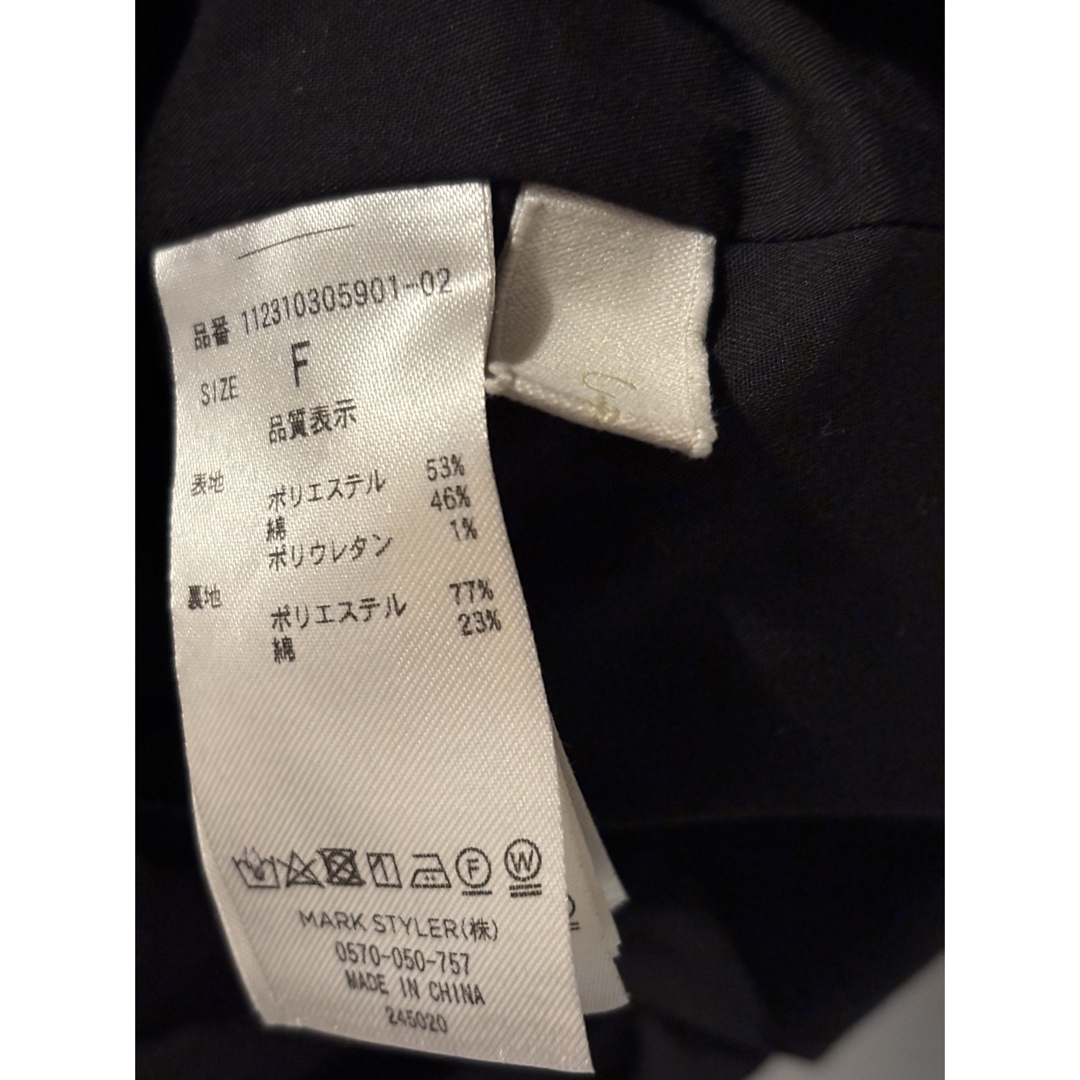 品番 112310305901-02
SIZE F
品質表示
表地 ポリエステル 53%
綿 46%
ポリウレタン 1%
裏地 ポリエステル 77%
綿 23%
F W
MARK STYLER(株)
0570-050-757
MADE IN CHINA
245020